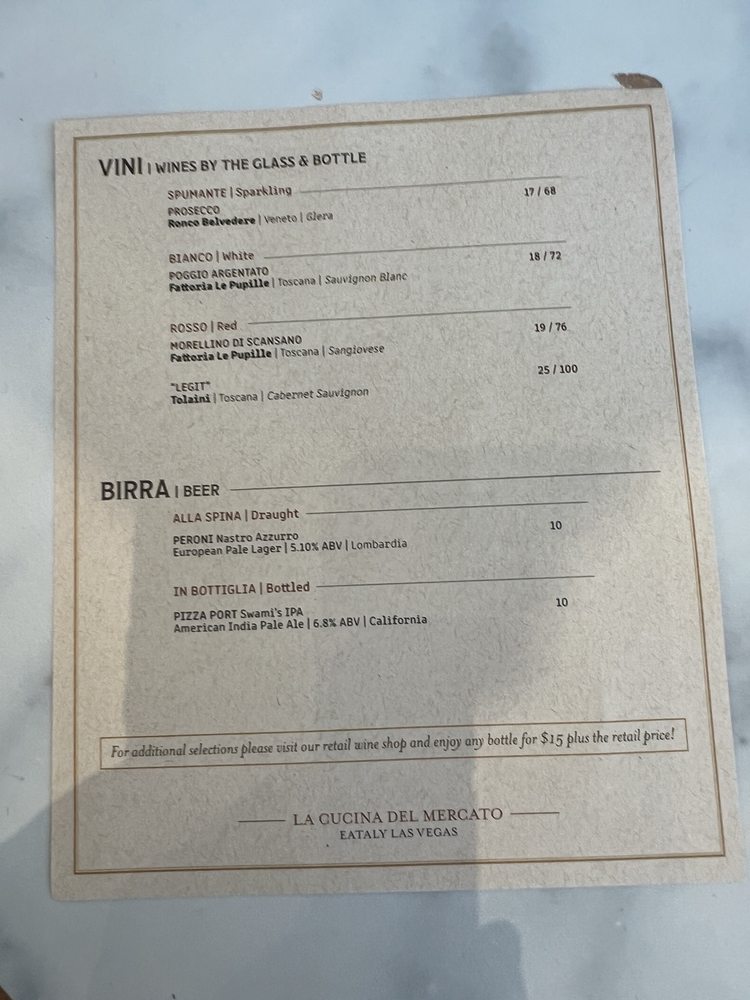 VINI | WINES BY THE GLASS & BOTTLE
SPUMANTE | Sparkling 17 / 68
PROSECCO
Ronco Belvedere | Veneto | Glera
BIANCO | White 18 / 72
POGGIO ARGENTATO
Fattoria Le Pupille | Toscana | Sauvignon Blanc
ROSSO | Red 19 / 76
MORELLINO DI SCANSANO
Fattoria Le Pupille | Toscana | Sangiovese
"LEGIT" 25 / 100
Tolaini | Toscana | Cabernet Sauvignon
BIRRA | BEER
ALLA SPINA | Draught
PERONI Nastro Azzurro 10
European Pale Lager | 5.10% ABV | Lombardia
IN BOTTIGLIA | Bottled
PIZZA PORT Swami's IPA 10
American India Pale Ale | 6.8% ABV | California
For additional selections please visit our retail wine shop and enjoy any bottle for $15 plus the retail price!
LA CUCINA DEL MERCATO
EATALY LAS VEGAS